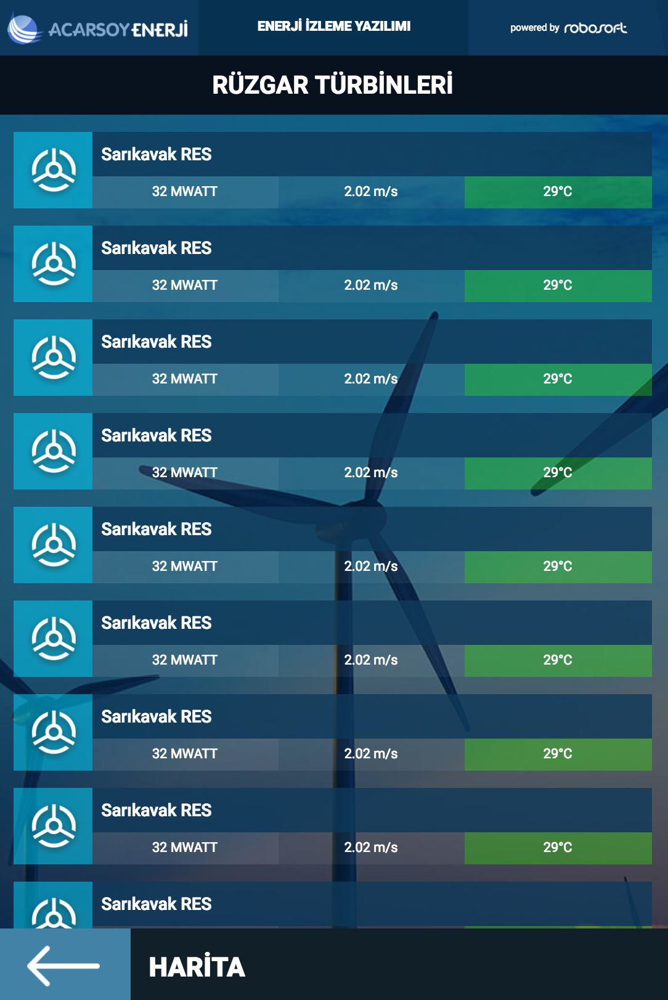 ACARSOY ENERJİ
ENERJİ İZLEME YAZILIMI
powered by robosoft
RÜZGAR TÜRBİNLERİ
Sarıkavak RES
32 MWATT 2.02 m/s 29°C
Sarıkavak RES
32 MWATT 2.02 m/s 29°C
Sarıkavak RES
32 MWATT 2.02 m/s 29°C
Sarıkavak RES
32 MWATT 2.02 m/s 29°C
Sarıkavak RES
32 MWATT 2.02 m/s 29°C
Sarıkavak RES
32 MWATT 2.02 m/s 29°C
Sarıkavak RES
32 MWATT 2.02 m/s 29°C
Sarıkavak RES
32 MWATT 2.02 m/s 29°C
Sarıkavak RES
HARİTA